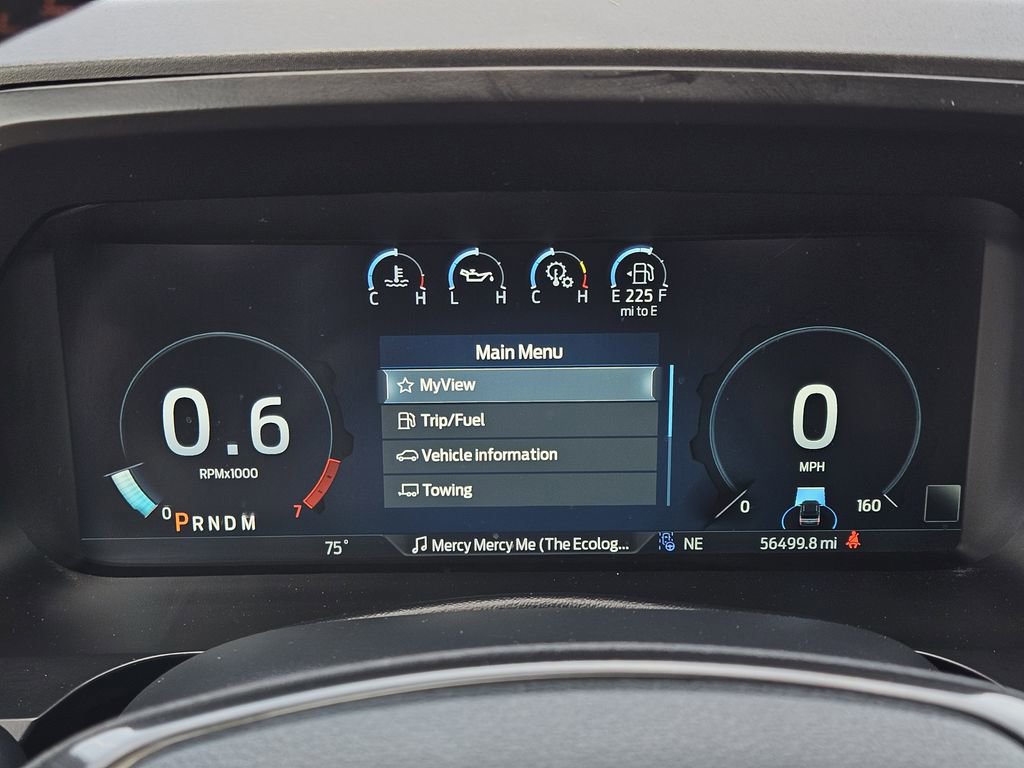 C H L H C H E 225 F
mi to E
Main Menu
MyView
Trip/Fuel
Vehicle information
Towing
0.6
RPMx1000
0 7
PRNDM
0
MPH
0 160
75°
Mercy Mercy Me (The Ecolog...
NE
56499.8 mi